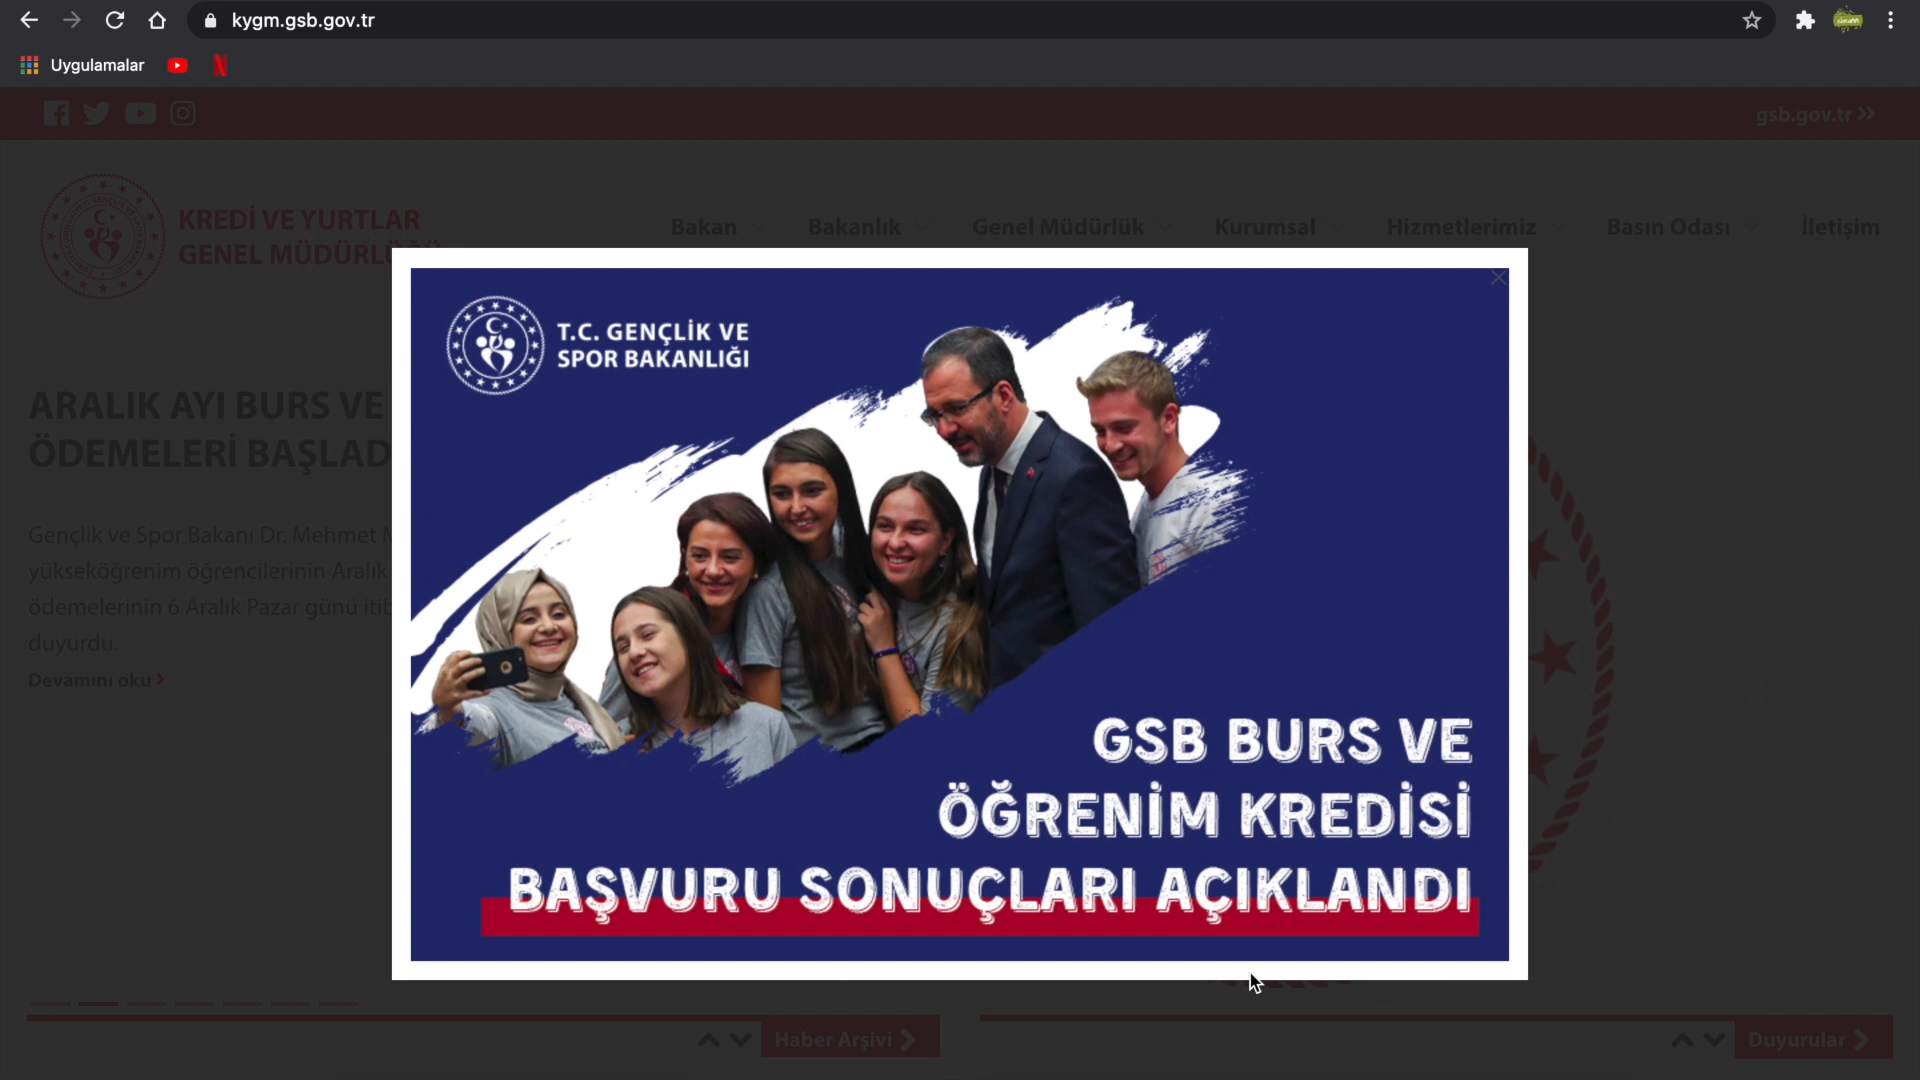 kygm.gsb.gov.tr
Uygulamalar
gsb.gov.tr
KREDİ VE YURTLAR
GENEL MÜDÜRLÜĞÜ
Bakan
Bakanlık
Genel Müdürlük
Kurumsal
Hizmetlerimiz
Basın Odası
İletişim
T.C. GENÇLİK VE
SPOR BAKANLIĞI
GSB BURS VE
ÖĞRENİM KREDİSİ
BAŞVURU SONUÇLARI AÇIKLANDI
ARALIK AYI BURS VE
ÖDEMELERİ BAŞLAD
Gençlik ve Spor Bakanı Dr. Mehmet
yükseköğrenim öğrencilerinin Aralık
ödemelerinin 6 Aralık Pazar günü itib
duyurdu.
Devamını oku
Haber Arşivi
Duyurular